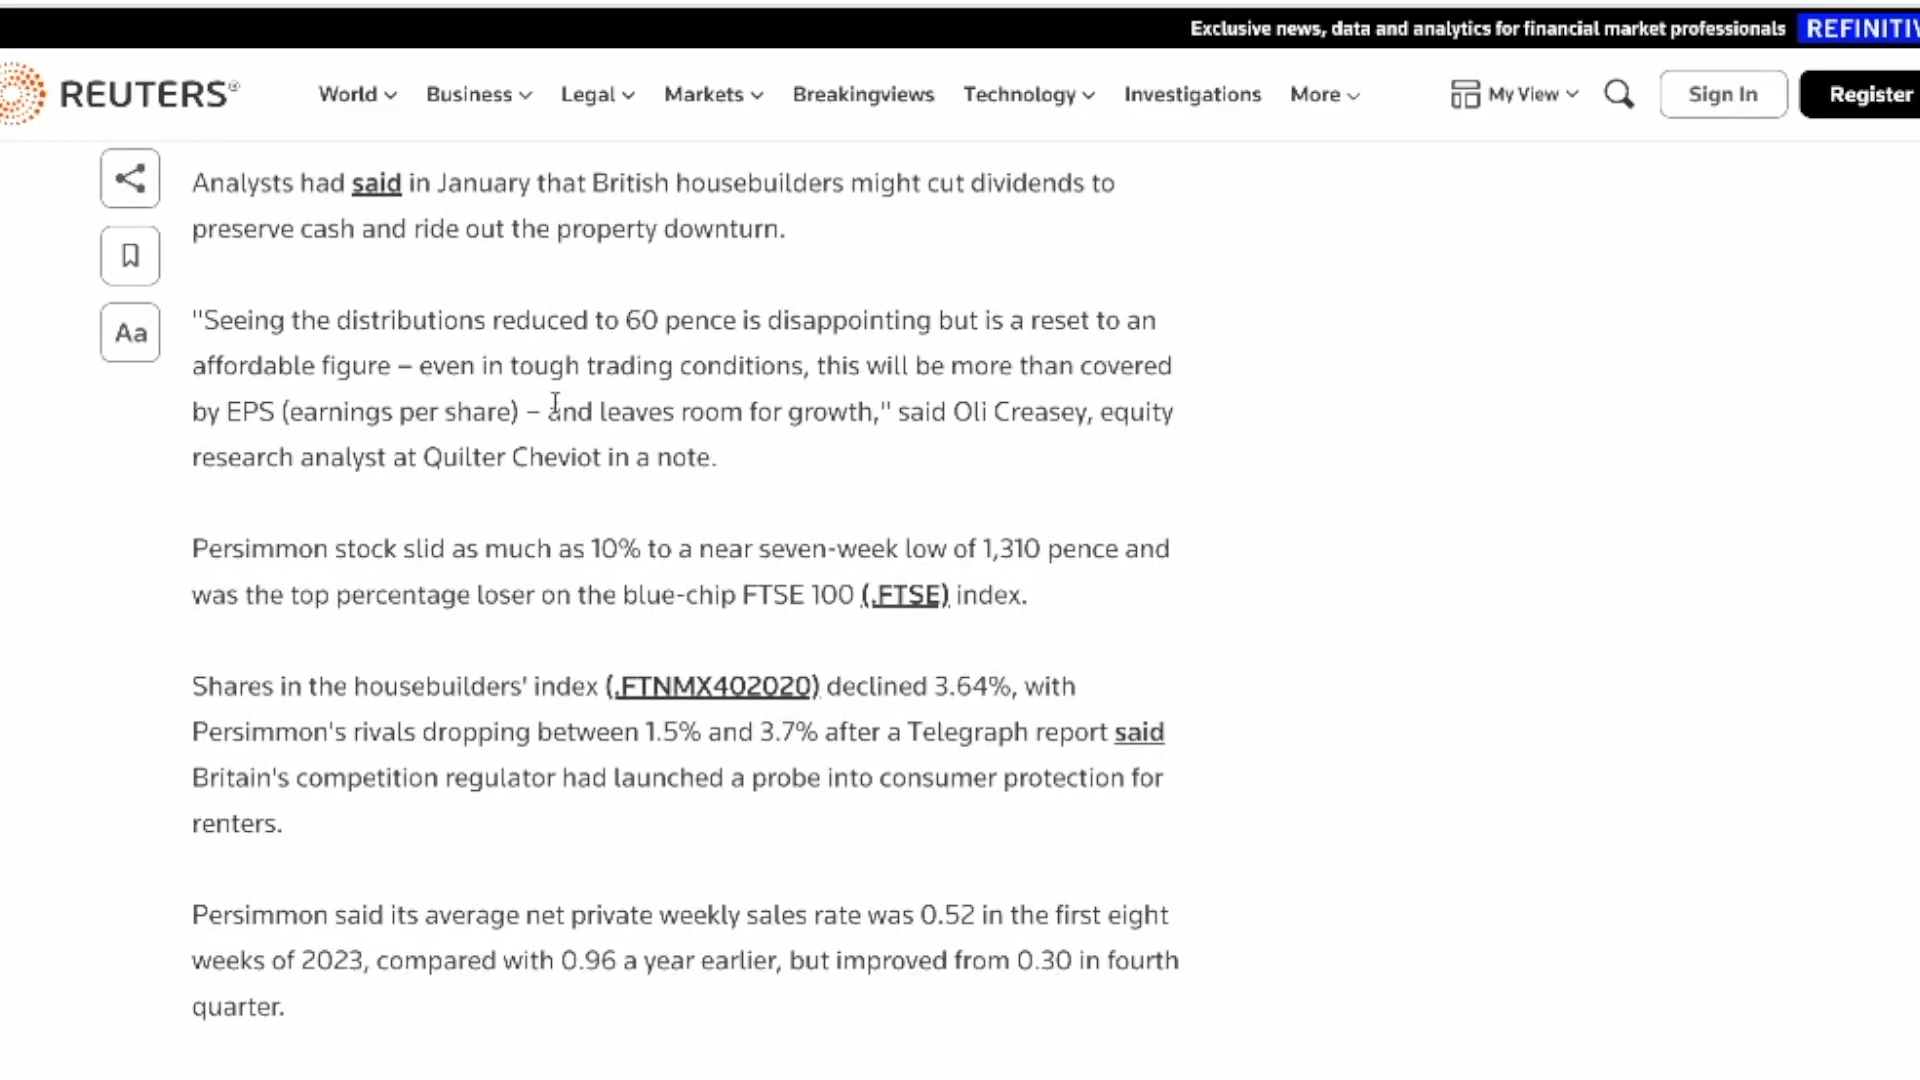 Exclusive news, data and analytics for financial market professionals
REUTERS®
World
Business
Legal
Markets
Breakingviews
Technology
Investigations
More
My View
Sign In
Register
Aa
Analysts had said in January that British housebuilders might cut dividends to
preserve cash and ride out the property downturn.
"Seeing the distributions reduced to 60 pence is disappointing but is a reset to an
affordable figure – even in tough trading conditions, this will be more than covered
by EPS (earnings per share) – and leaves room for growth," said Oli Creasey, equity
research analyst at Quilter Cheviot in a note.
Persimmon stock slid as much as 10% to a near seven-week low of 1,310 pence and
was the top percentage loser on the blue-chip FTSE 100 (.FTSE) index.
Shares in the housebuilders' index (.FTNMX402020) declined 3.64%, with
Persimmon's rivals dropping between 1.5% and 3.7% after a Telegraph report said
Britain's competition regulator had launched a probe into consumer protection for
renters.
Persimmon said its average net private weekly sales rate was 0.52 in the first eight
weeks of 2023, compared with 0.96 a year earlier, but improved from 0.30 in fourth
quarter.